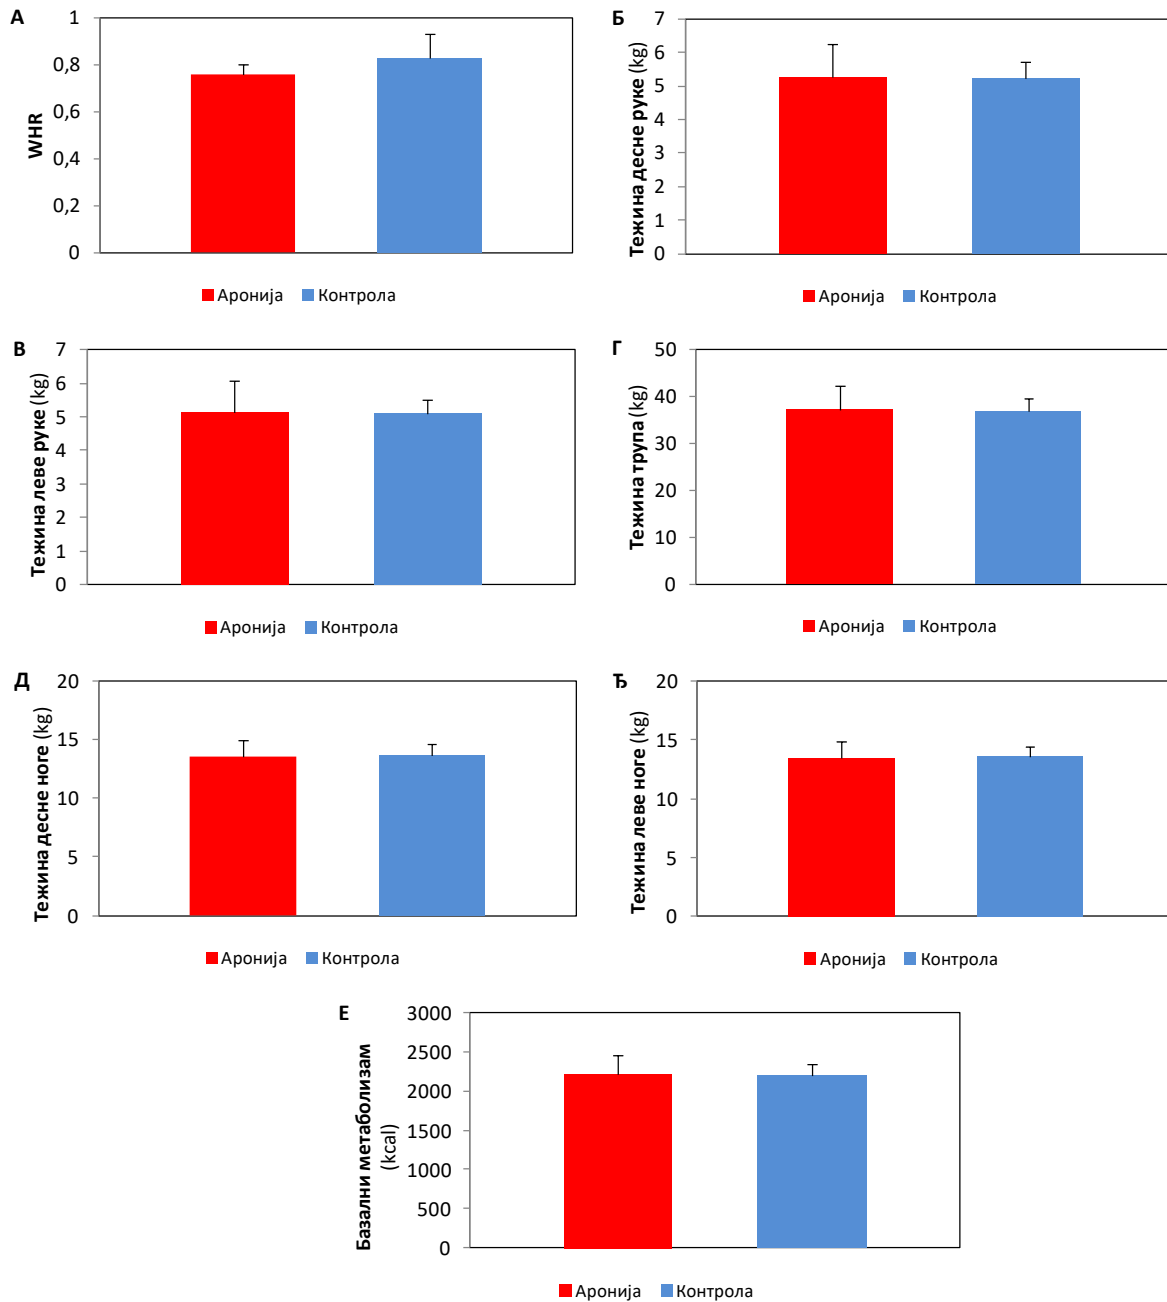 А
WHR
1
0,8
0,6
0,4
0,2
0
Аронија Контрола
Б
Тежина десне руке (kg)
7
6
5
4
3
2
1
0
Аронија Контрола
В
Тежина леве руке (kg)
7
6
5
4
3
2
1
0
Аронија Контрола
Г
Тежина трупа (kg)
50
40
30
20
10
0
Аронија Контрола
Д
Тежина десне ноге (kg)
20
15
10
5
0
Аронија Контрола
Ђ
Тежина леве ноге (kg)
20
15
10
5
0
Аронија Контрола
Е
Базални метаболизам
(kcal)
3000
2500
2000
1500
1000
500
0
Аронија Контрола